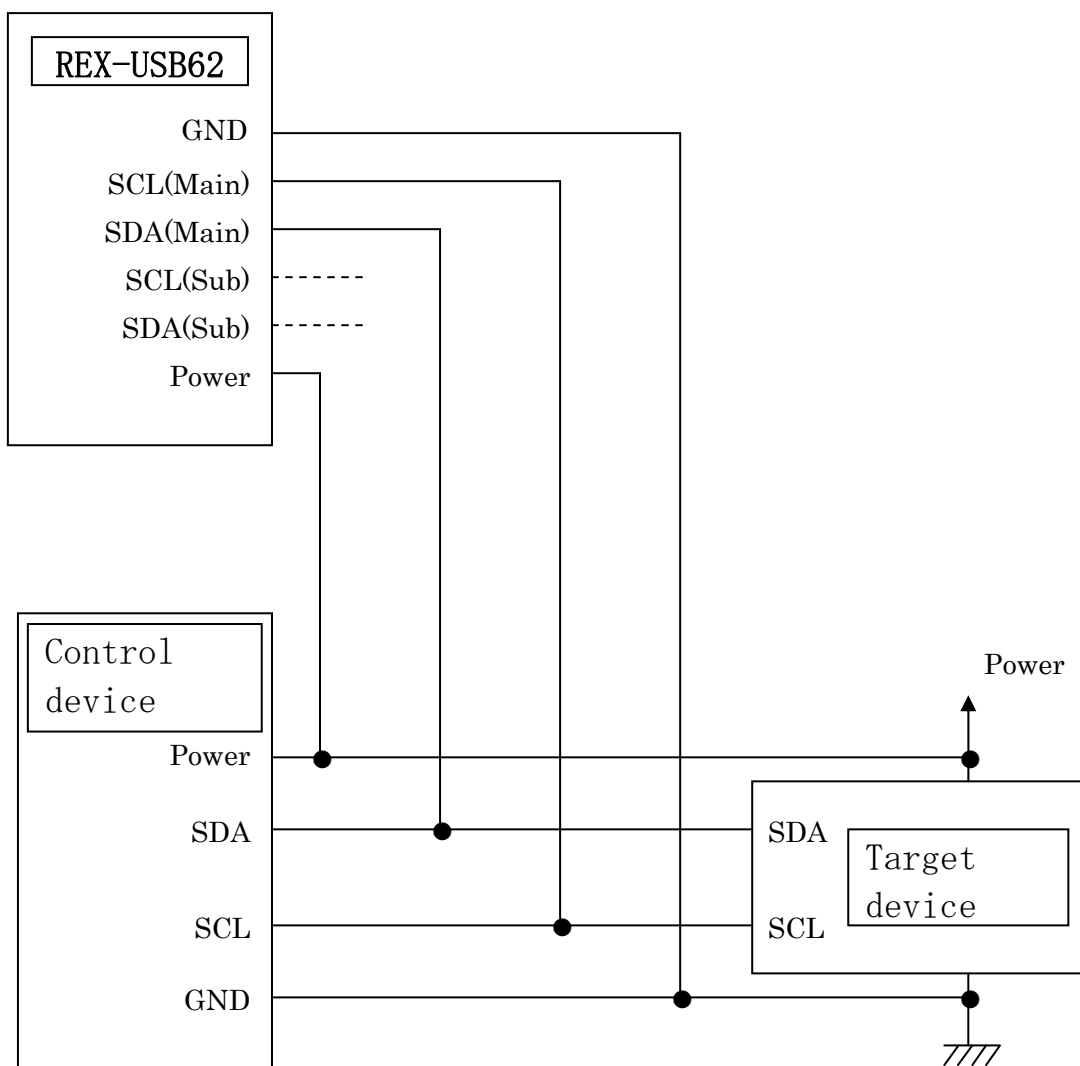 REX-USB62
GND
SCL(Main)
SDA(Main)
SCL(Sub)
SDA(Sub)
Power
Control
device
Power
SDA
SCL
GND
Power
SDA
SCL
Target
device